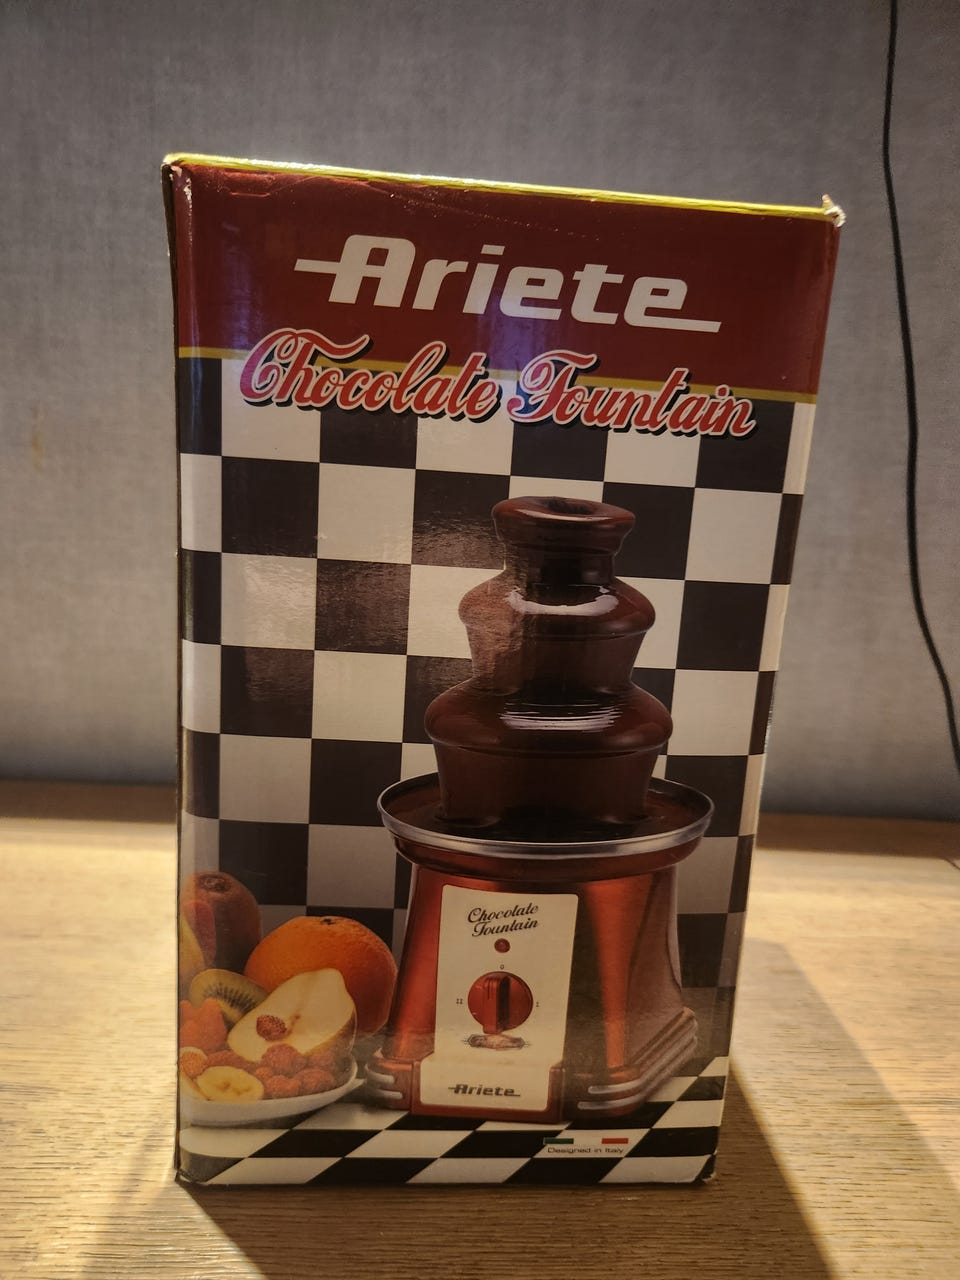 Ariete
Chocolate Fountain
Chocolate
Fountain
0
II
I
Ariete
Designed in Italy